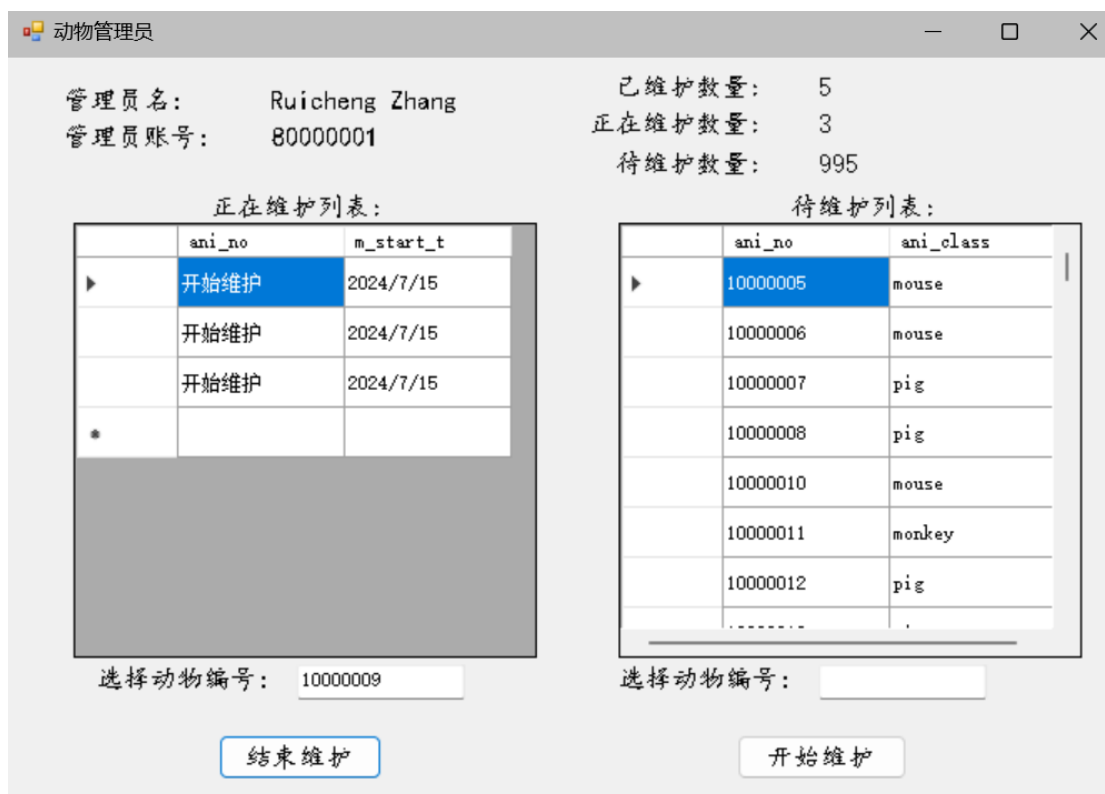 动物管理员
管理员名： Ruicheng Zhang
管理员账号： 80000001
已维护数量： 5
正在维护数量： 3
待维护数量： 995
正在维护列表：
ani_no m_start_t
开始维护 2024/7/15
开始维护 2024/7/15
开始维护 2024/7/15
选择动物编号： 10000009
结束维护
待维护列表：
ani_no ani_class
10000005 mouse
10000006 mouse
10000007 pig
10000008 pig
10000010 mouse
10000011 monkey
10000012 pig
选择动物编号：
开始维护